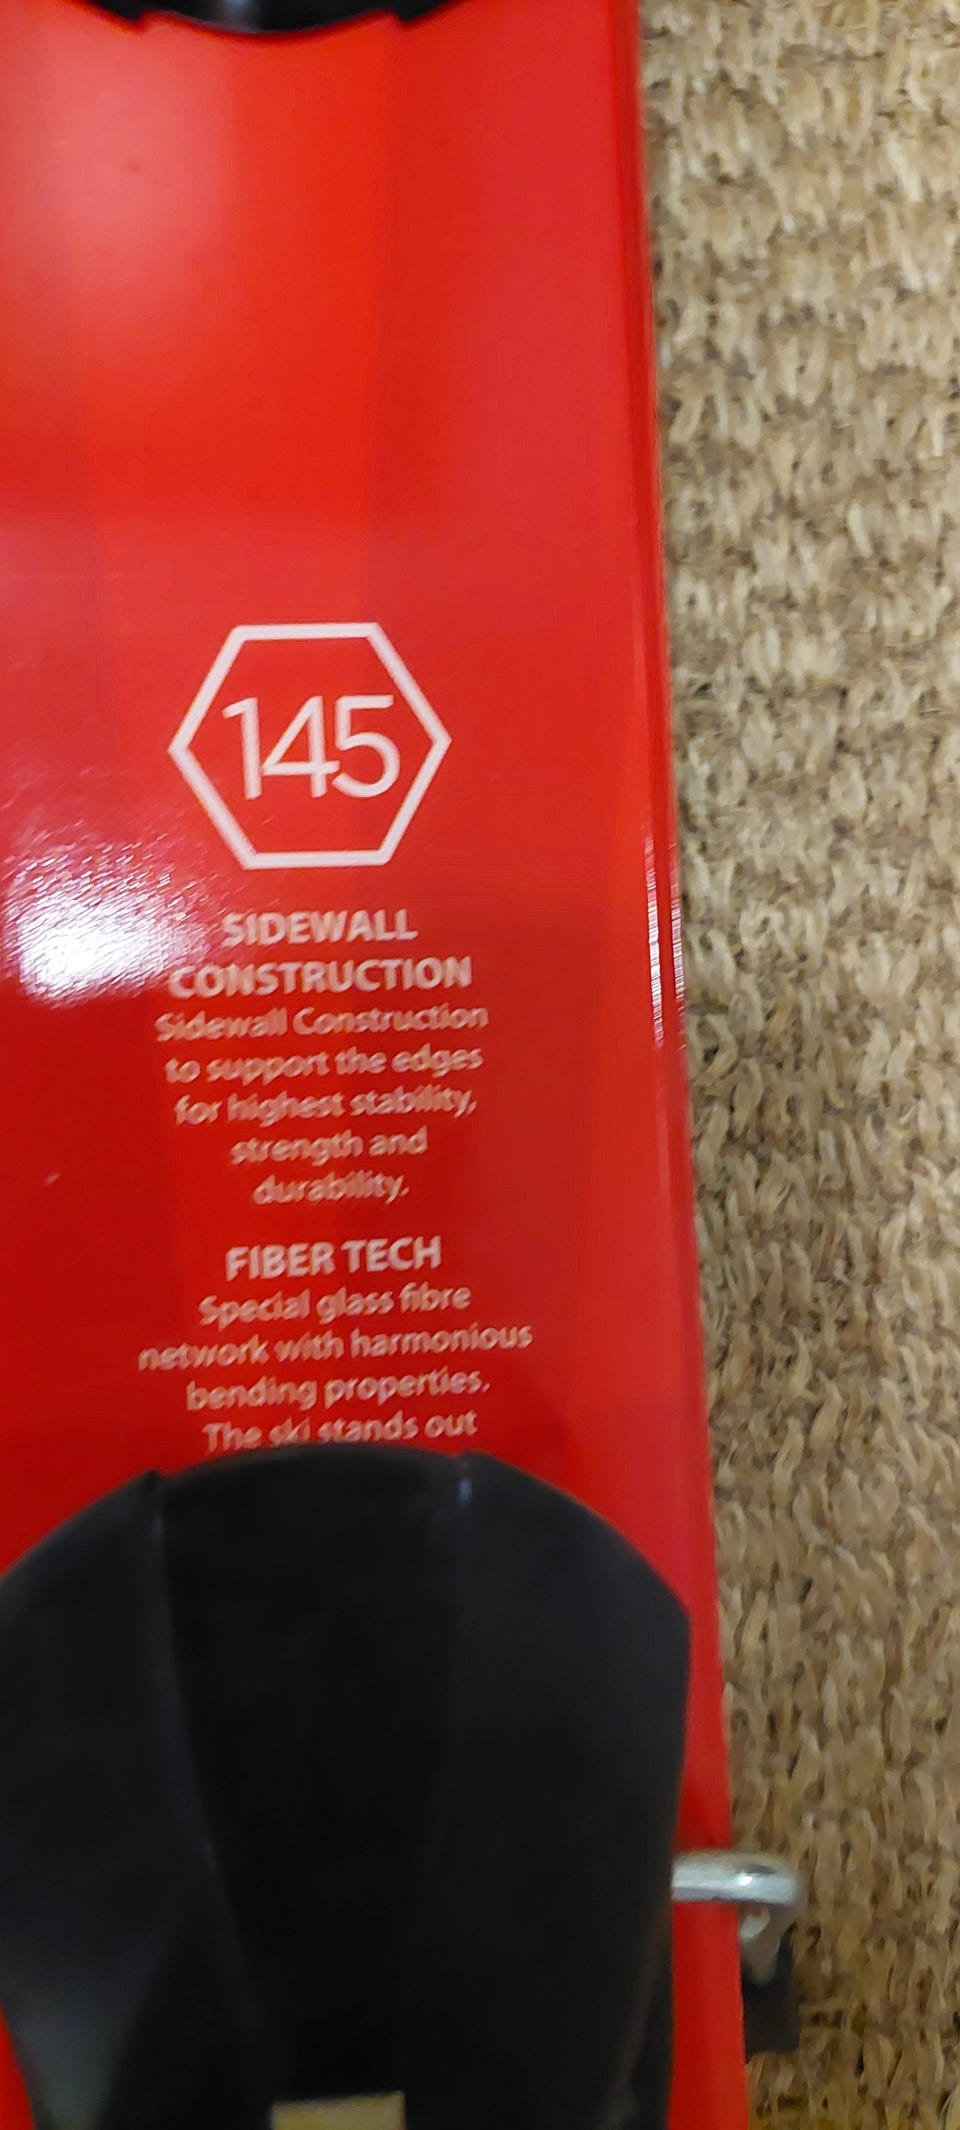 145
SIDEWALL
CONSTRUCTION
Sidewall Construction
to support the edges
for highest stability,
strength and
durability.
FIBER TECH
Special glass fibre
network with harmonious
bending properties.
The ski stands out